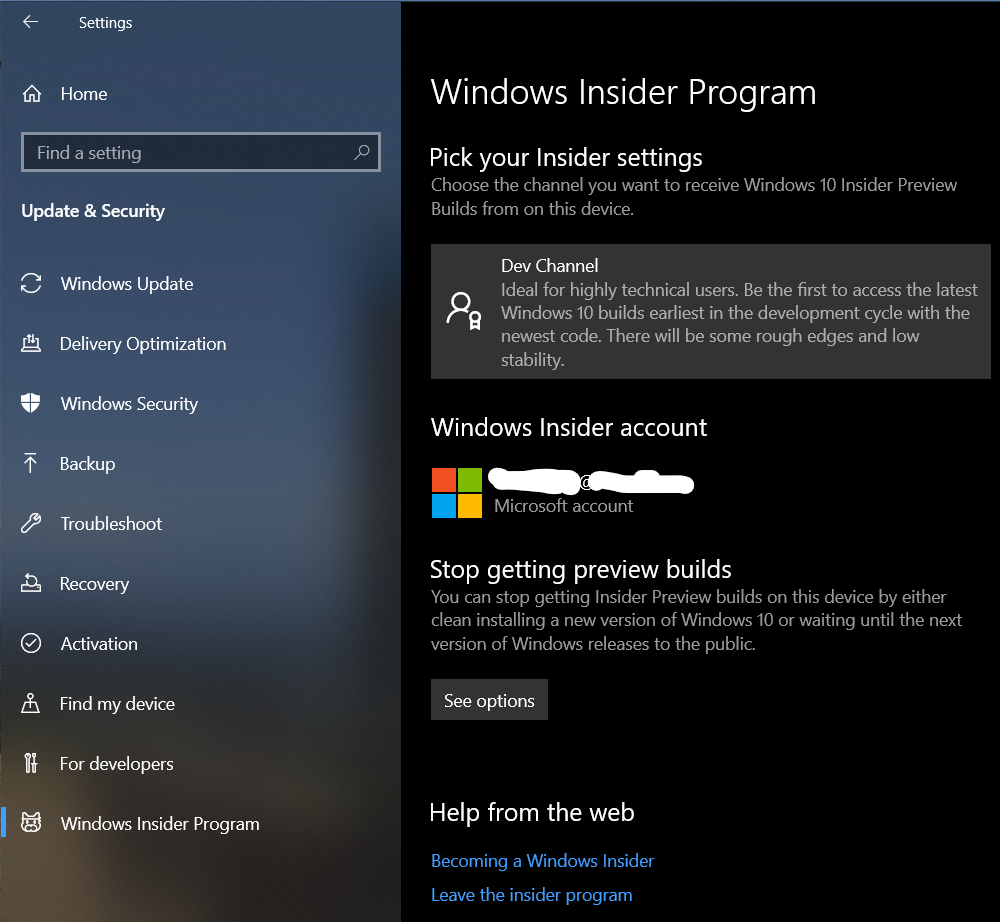 Settings
Home
Find a setting
Update & Security
Windows Update
Delivery Optimization
Windows Security
Backup
Troubleshoot
Recovery
Activation
Find my device
For developers
Windows Insider Program
Windows Insider Program
Pick your Insider settings
Choose the channel you want to receive Windows 10 Insider Preview
Builds from on this device.
Dev Channel
Ideal for highly technical users. Be the first to access the latest
Windows 10 builds earliest in the development cycle with the
newest code. There will be some rough edges and low
stability.
Windows Insider account
@
Microsoft account
Stop getting preview builds
You can stop getting Insider Preview builds on this device by either
clean installing a new version of Windows 10 or waiting until the next
version of Windows releases to the public.
See options
Help from the web
Becoming a Windows Insider
Leave the insider program